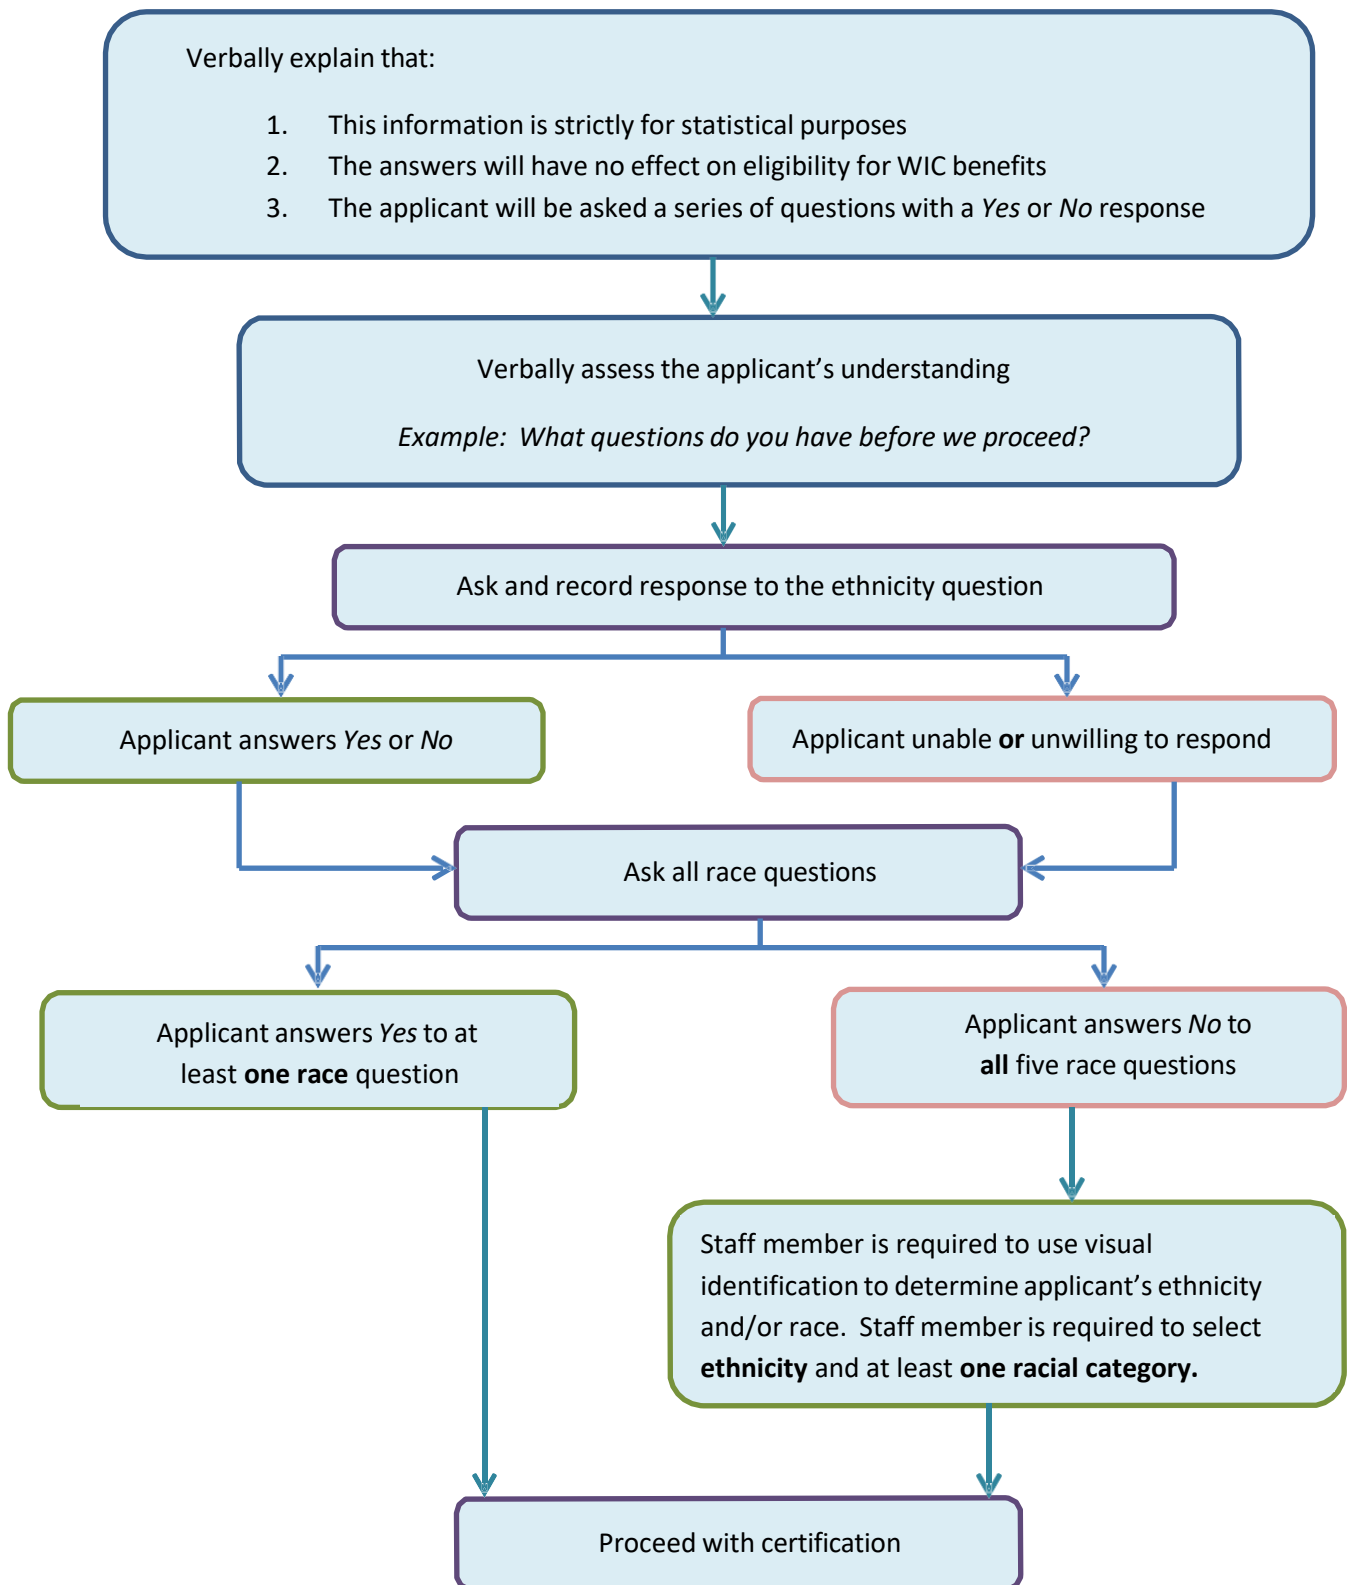 Verbally explain that:
1. This information is strictly for statistical purposes
2. The answers will have no effect on eligibility for WIC benefits
3. The applicant will be asked a series of questions with a Yes or No response
Verbally assess the applicant’s understanding
Example:  What questions do you have before we proceed?
Ask and record response to the ethnicity question
Applicant answers Yes or No
Applicant unable or unwilling to respond
Ask all race questions
Applicant answers Yes to at
least one race question
Applicant answers No to
all five race questions
Staff member is required to use visual
identification to determine applicant’s ethnicity
and/or race.  Staff member is required to select
ethnicity and at least one racial category.
Proceed with certification